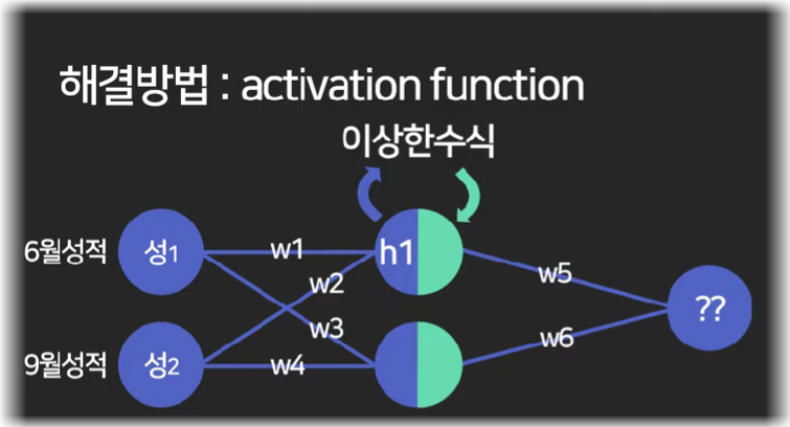 해결방법 : activation function
이상한수식
6월성적 성1 w1 h1
w2
w5
??
w3
w6
9월성적 성2 w4